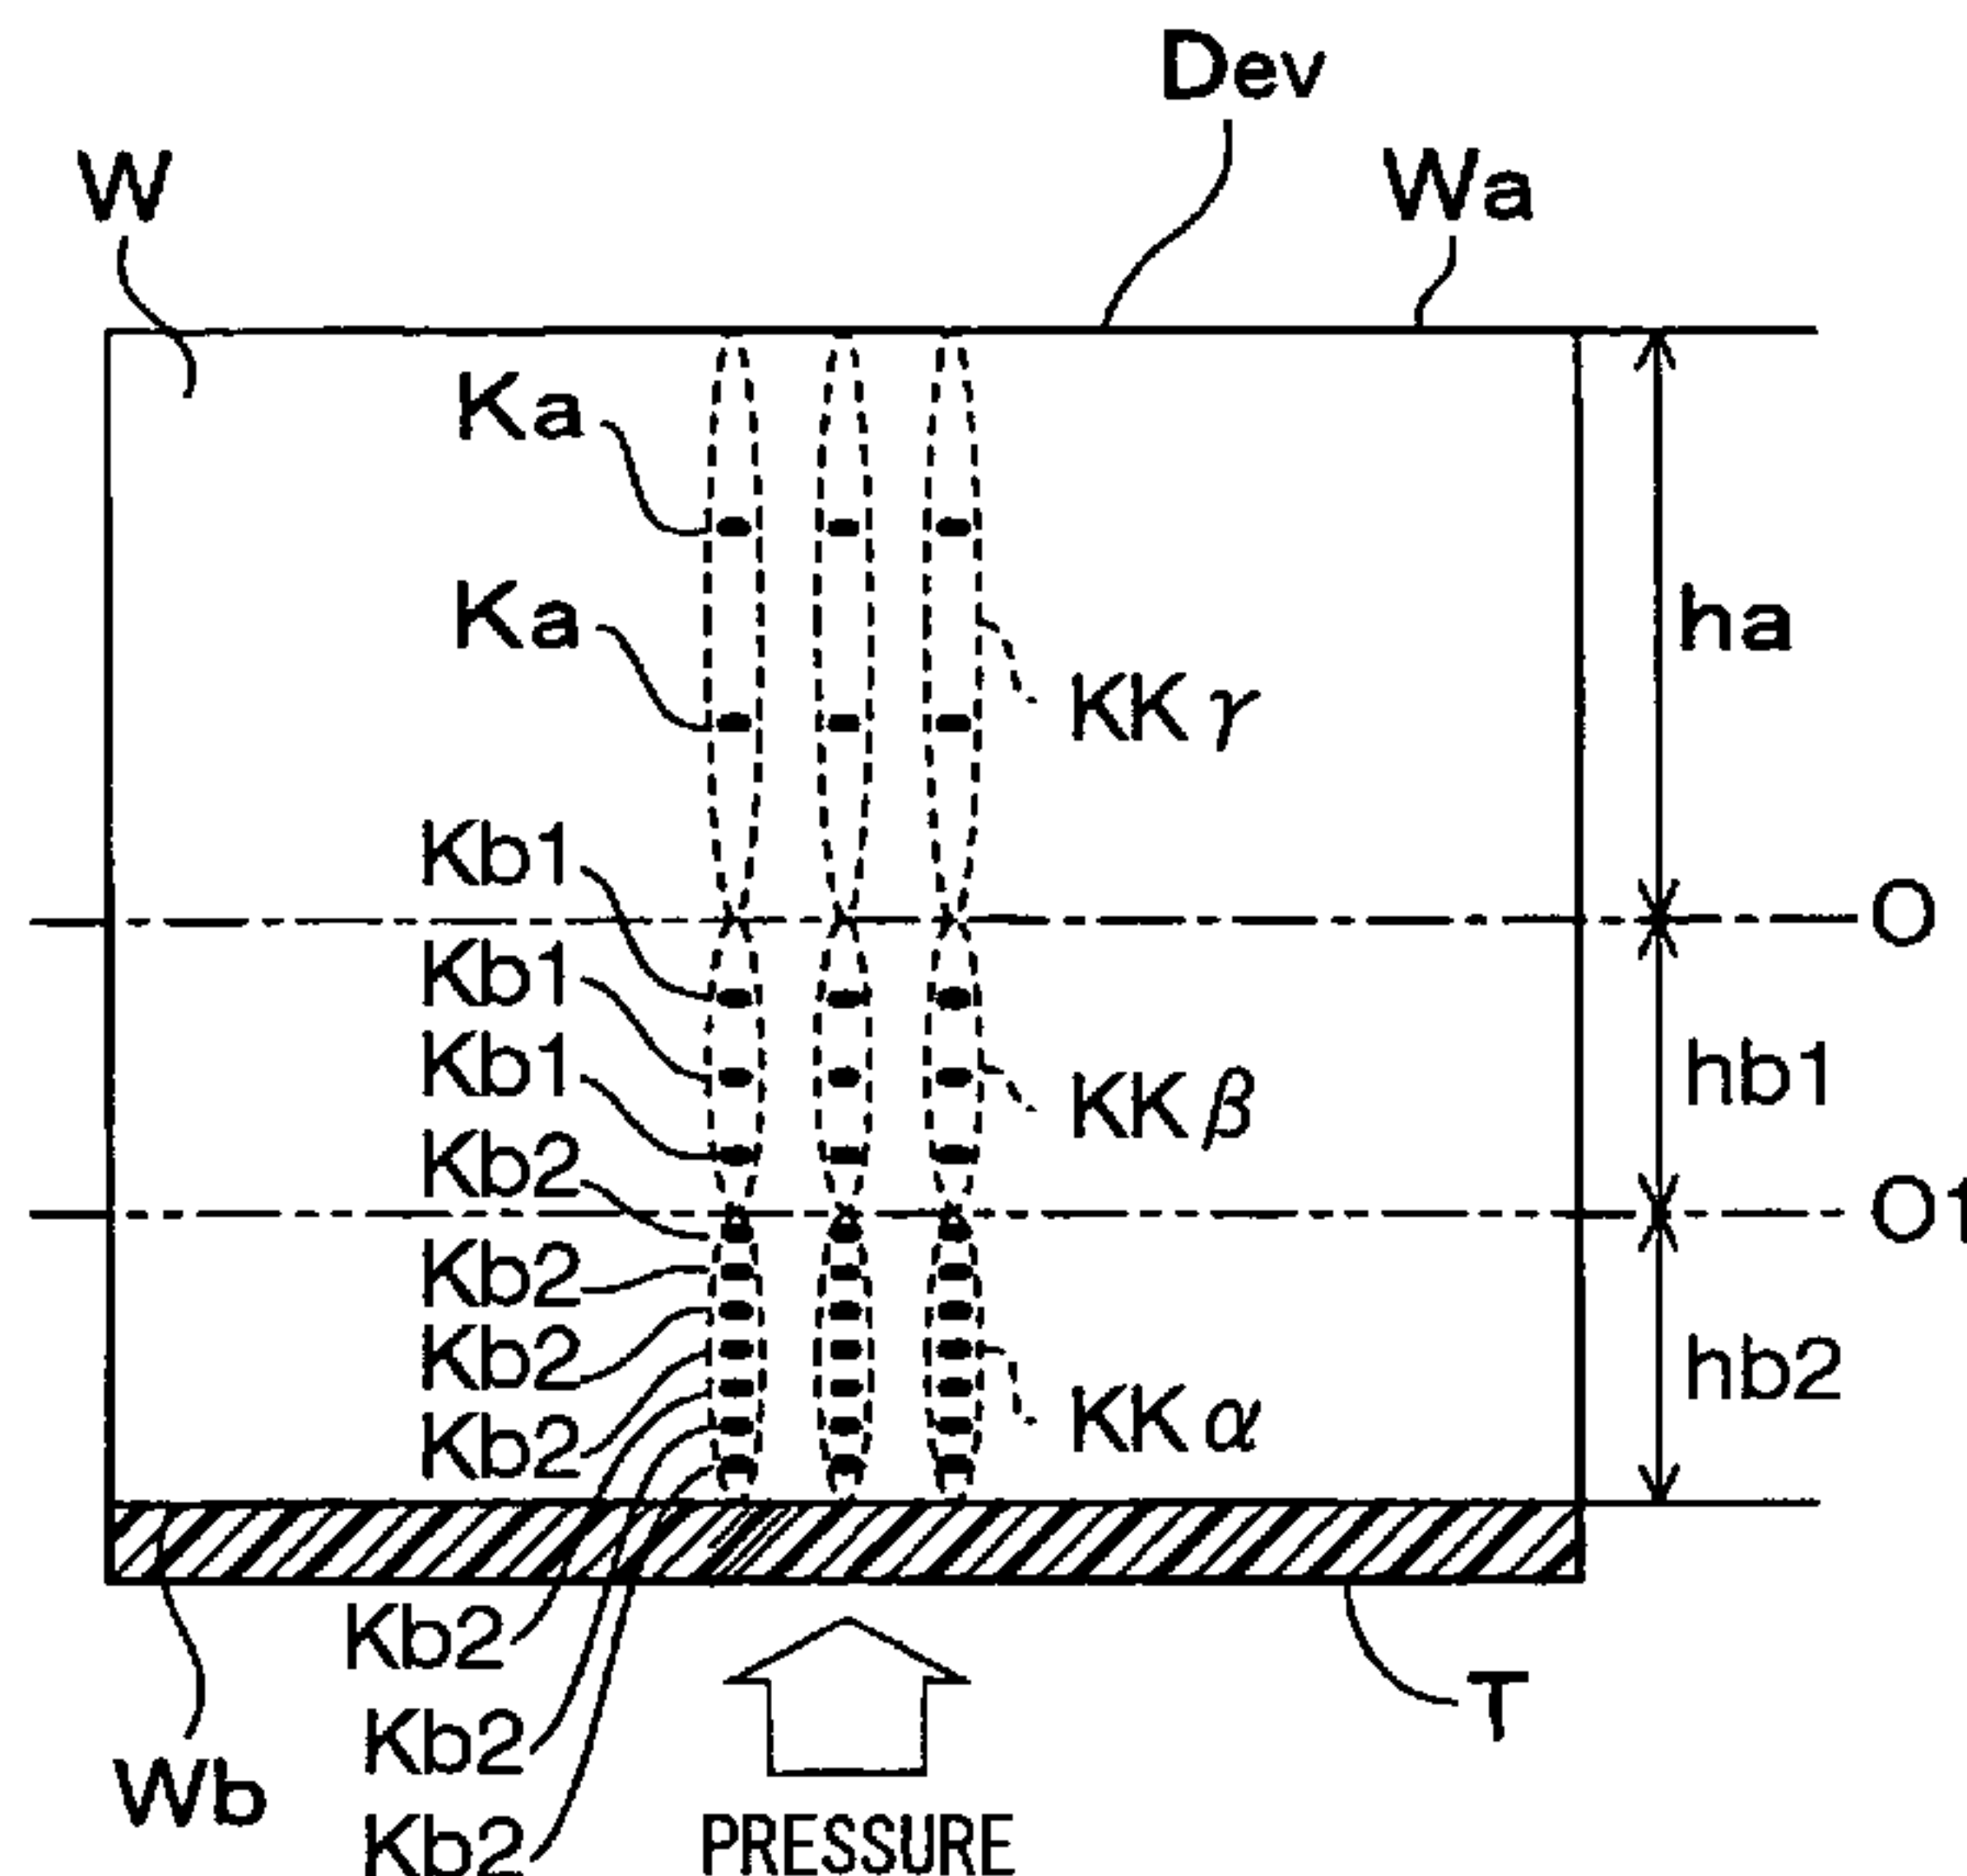 Dev
W
Wa
Ka
Ka
ha
KKγ
Kb1
O
Kb1
Kb1
hb1
KKβ
Kb2
O1
Kb2
Kb2
hb2
KKα
Kb2
Kb2
Kb2
T
Wb
Kb2
PRESSURE